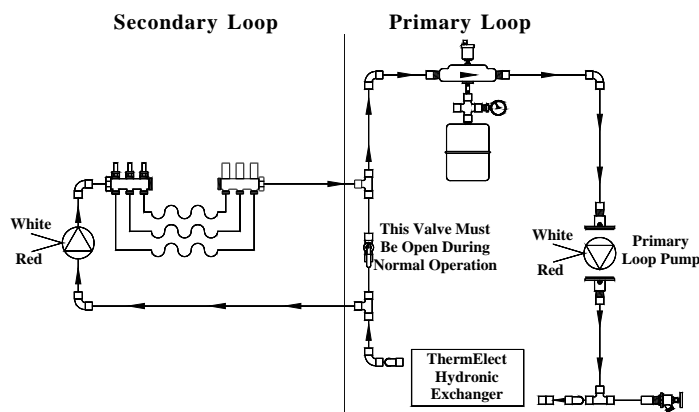 Secondary Loop
Primary Loop
White
Red
This Valve Must
Be Open During
Normal Operation
White
Red
Primary
Loop Pump
ThermElect
Hydronic
Exchanger